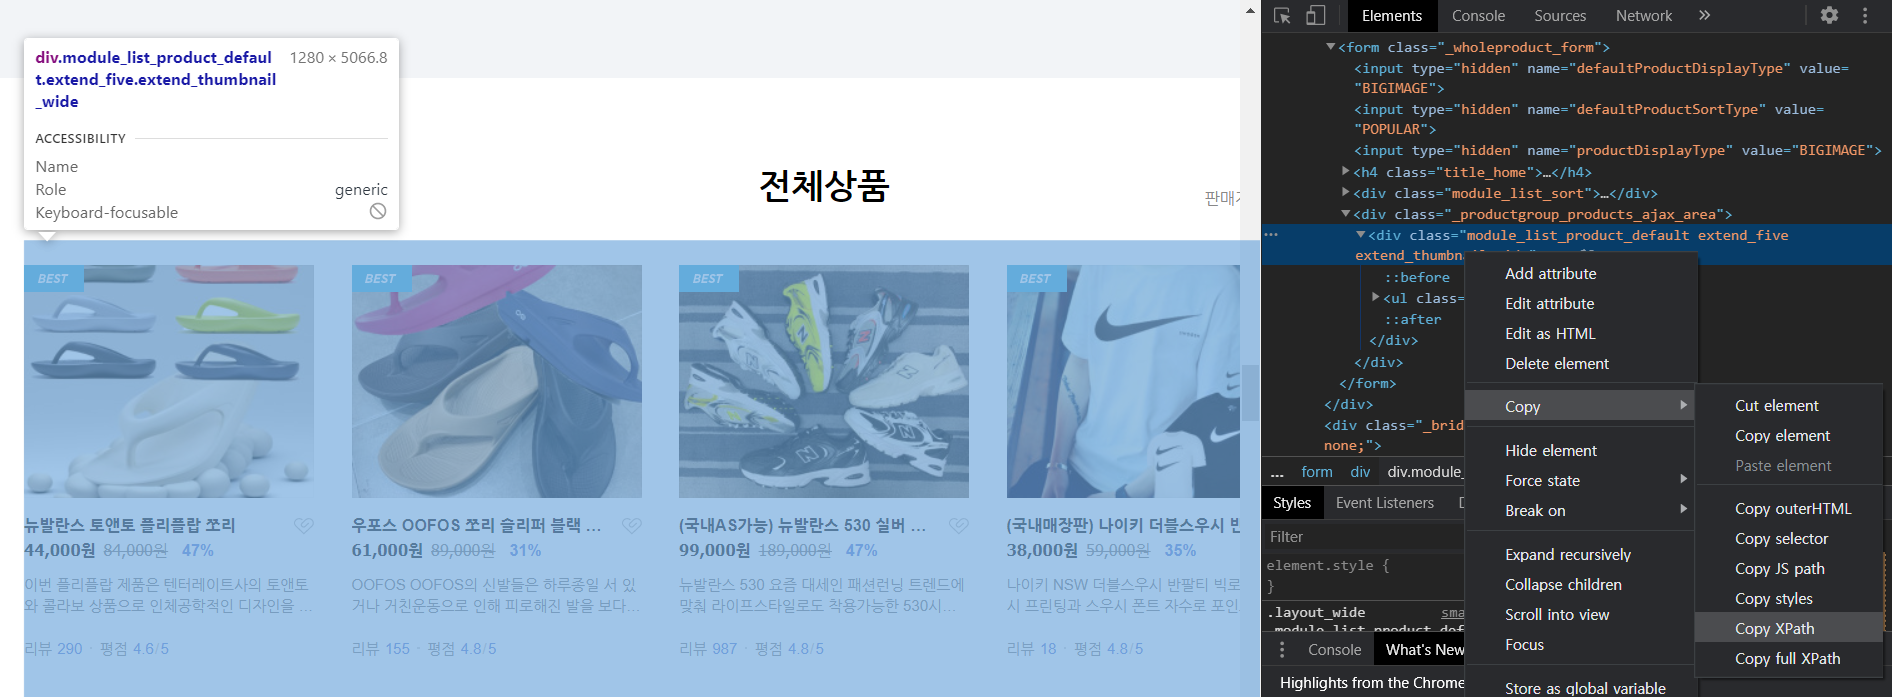 div.module_list_product_defaul
t.extend_five.extend_thumbnail
_wide
1280 × 5066.8
ACCESSIBILITY
Name
Role
generic
Keyboard-focusable
전체상품
판매
BEST
BEST
BEST
BEST
뉴발란스 토앤토 플리플랍 쪼리
44,000원 84,000원 47%
이번 플리플랍 제품은 텐터레이트사의 토앤토
와 콜라보 상품으로 인체공학적인 디자인을 ...
리뷰 290 · 평점 4.6/5
우포스 OOFOS 쪼리 슬리퍼 블랙 ...
61,000원 89,000원 31%
OOFOS OOFOS의 신발들은 하루종일 서 있
거나 거친운동으로 인해 피로해진 발을 보다...
리뷰 155 · 평점 4.8/5
(국내AS가능) 뉴발란스 530 실버 ...
99,000원 189,000원 47%
뉴발란스 530 요즘 대세인 패션런닝 트렌드에
맞춰 라이프스타일로도 착용가능한 530시...
리뷰 987 · 평점 4.8/5
(국내매장판) 나이키 더블스우시 반
38,000원 59,000원 35%
나이키 NSW 더블스우시 반팔티 빅로
시 프린팅과 스우시 폰트 자수로 포인
리뷰 18 · 평점 4.8/5
Elements Console Sources Network »
<form class="_wholeproduct_form">
<input type="hidden" name="defaultProductDisplayType" value=
"BIGIMAGE">
<input type="hidden" name="defaultProductSortType" value=
"POPULAR">
<input type="hidden" name="productDisplayType" value="BIGIMAGE">
<h4 class="title_home">…</h4>
<div class="module_list_sort">…</div>
<div class="_productgroup_products_ajax_area">
<div class="module_list_product_default extend_five
extend_thumbnai
::before
<ul class=
::after
</div>
</div>
</form>
</div>
<div class="_brid
none;">
... form div div.module_
Styles Event Listeners D
Filter
element.style {
}
.layout_wide sma
.module_list_product_def
Console What's New
Highlights from the Chrome
Add attribute
Edit attribute
Edit as HTML
Delete element
Copy
Hide element
Force state
Break on
Expand recursively
Collapse children
Scroll into view
Focus
Store as global variable
Cut element
Copy element
Paste element
Copy outerHTML
Copy selector
Copy JS path
Copy styles
Copy XPath
Copy full XPath